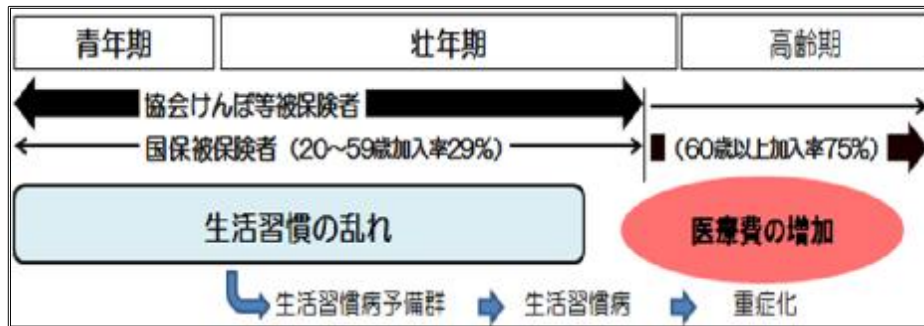 青年期 壮年期 高齢期
協会けんぽ等被保険者
国保被保険者（20～59歳加入率29%） （60歳以上加入率75%）
生活習慣の乱れ 医療費の増加
生活習慣病予備群 生活習慣病 重症化